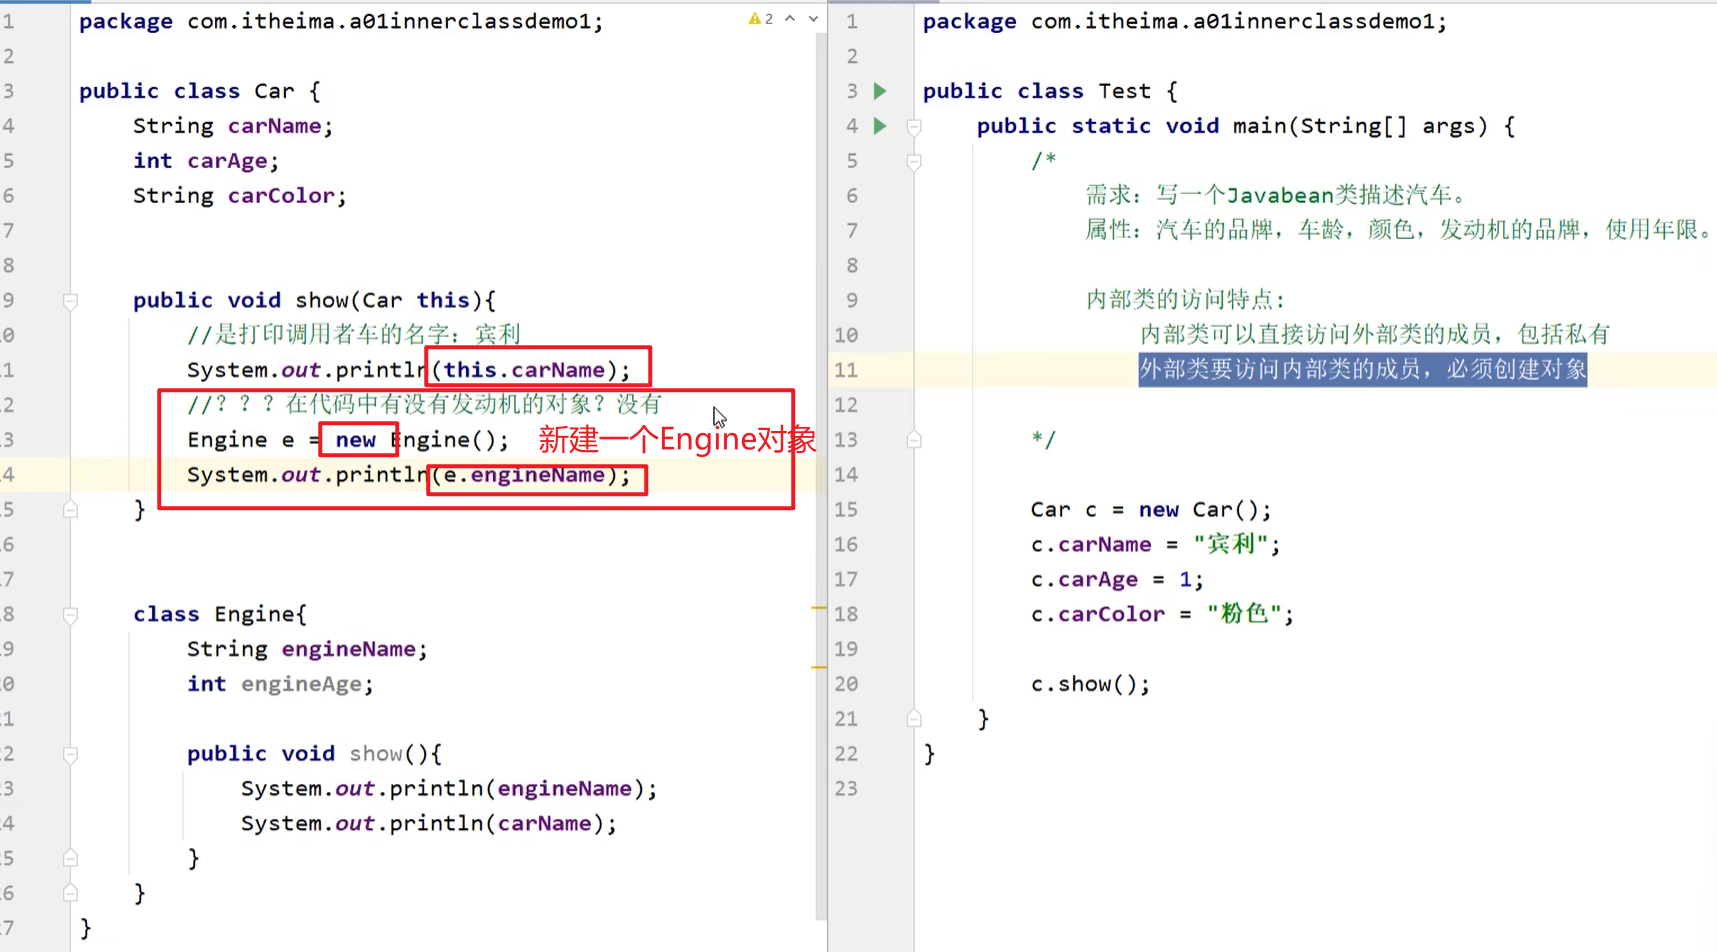 1 package com.itheima.a01innerclassdemo1;
2
3 public class Car {
4 String carName;
5 int carAge;
6 String carColor;
7
8
9 public void show(Car this){
0 //是打印调用者车的名字：宾利
1 System.out.println(this.carName);
2 //？？？在代码中有没有发动机的对象？没有
3 Engine e = new Engine(); 新建一个Engine对象
4 System.out.println(e.engineName);
5 }
6
7
8 class Engine{
9 String engineName;
0 int engineAge;
1
2 public void show(){
3 System.out.println(engineName);
4 System.out.println(carName);
5 }
6 }
7 }
2
1 package com.itheima.a01innerclassdemo1;
2
3 public class Test {
4 public static void main(String[] args) {
5 /*
6 需求：写一个Javabean类描述汽车。
7 属性：汽车的品牌，车龄，颜色，发动机的品牌，使用年限。
8
9 内部类的访问特点：
10 内部类可以直接访问外部类的成员，包括私有
11 外部类要访问内部类的成员，必须创建对象
12
13 */
14
15 Car c = new Car();
16 c.carName = "宾利";
17 c.carAge = 1;
18 c.carColor = "粉色";
19
20 c.show();
21 }
22 }
23